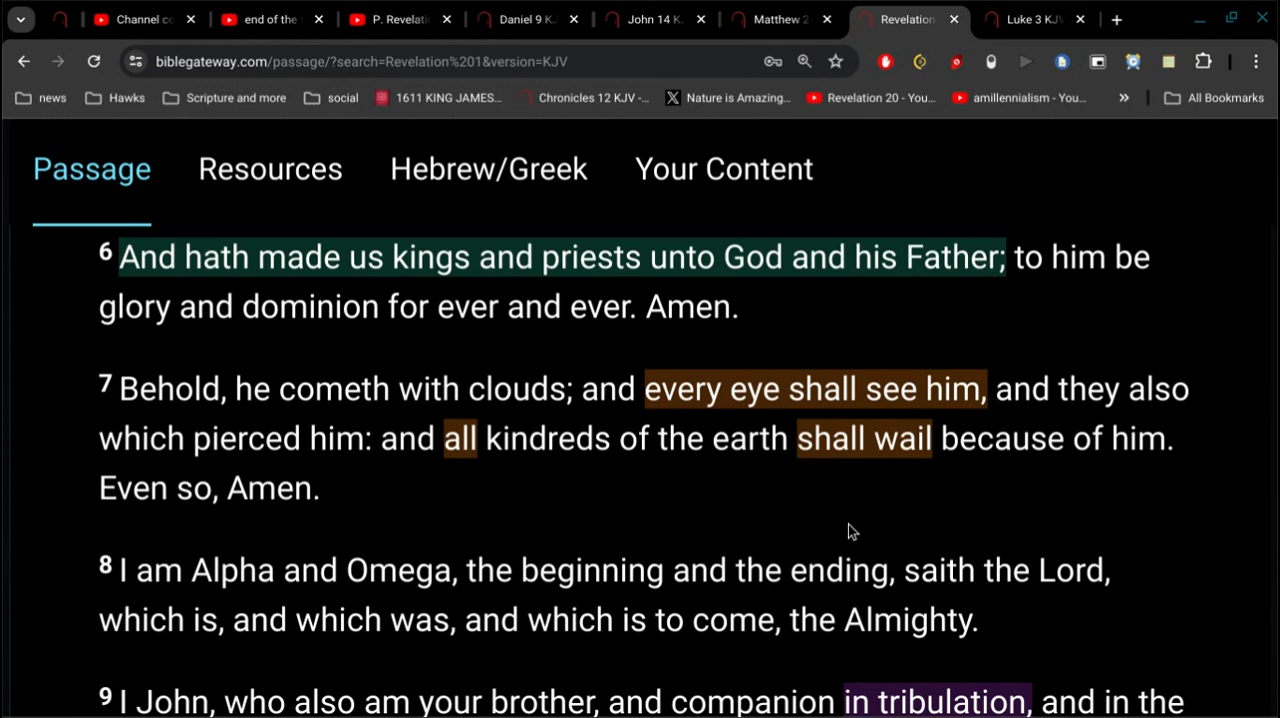 Channel co
end of the
P. Revelati
Daniel 9 KJ
John 14 K
Matthew 2
Revelation
Luke 3 KJV
biblegateway.com/passage/?search=Revelation%201&version=KJV
news
Hawks
Scripture and more
social
1611 KING JAMES...
Chronicles 12 KJV -...
Nature is Amazing...
Revelation 20 - You...
amillennialism - You...
»
All Bookmarks
Passage
Resources
Hebrew/Greek
Your Content
6 And hath made us kings and priests unto God and his Father; to him be
glory and dominion for ever and ever. Amen.
7 Behold, he cometh with clouds; and every eye shall see him, and they also
which pierced him: and all kindreds of the earth shall wail because of him.
Even so, Amen.
8 I am Alpha and Omega, the beginning and the ending, saith the Lord,
which is, and which was, and which is to come, the Almighty.
9 I John, who also am your brother, and companion in tribulation, and in the